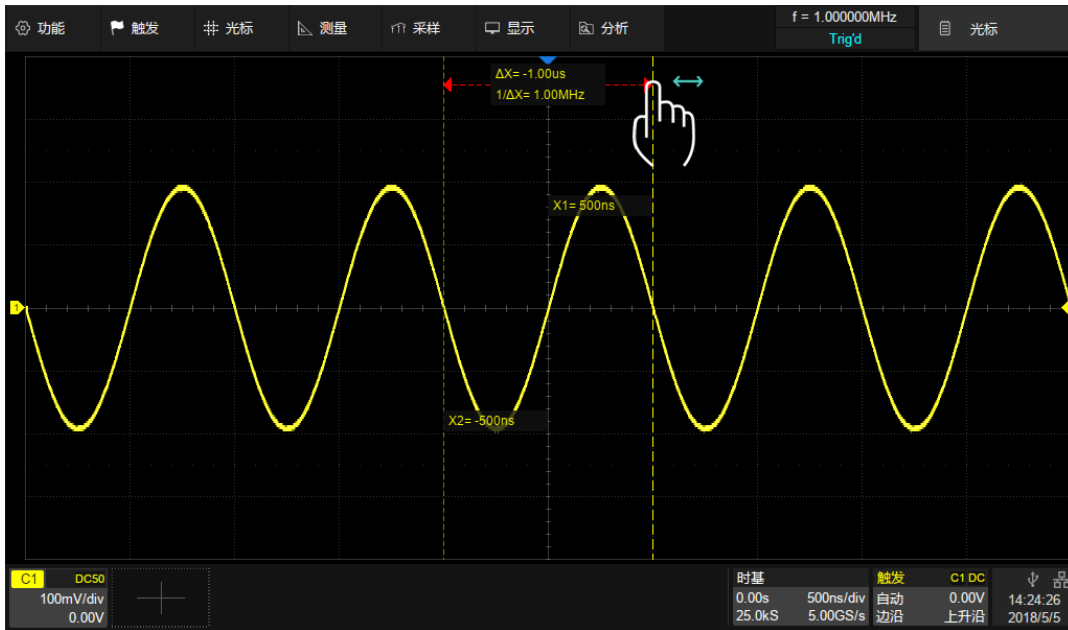 功能 触发 光标 测量 采样 显示 分析 f = 1.000000MHz 光标
Trig'd
ΔX= -1.00us
1/ΔX= 1.00MHz
X1= 500ns
1
X2= -500ns
C1 DC50
100mV/div
0.00V
时基
0.00s 500ns/div
25.0kS 5.00GS/s
触发 C1 DC
自动 0.00V
边沿 上升沿
14:24:26
2018/5/5